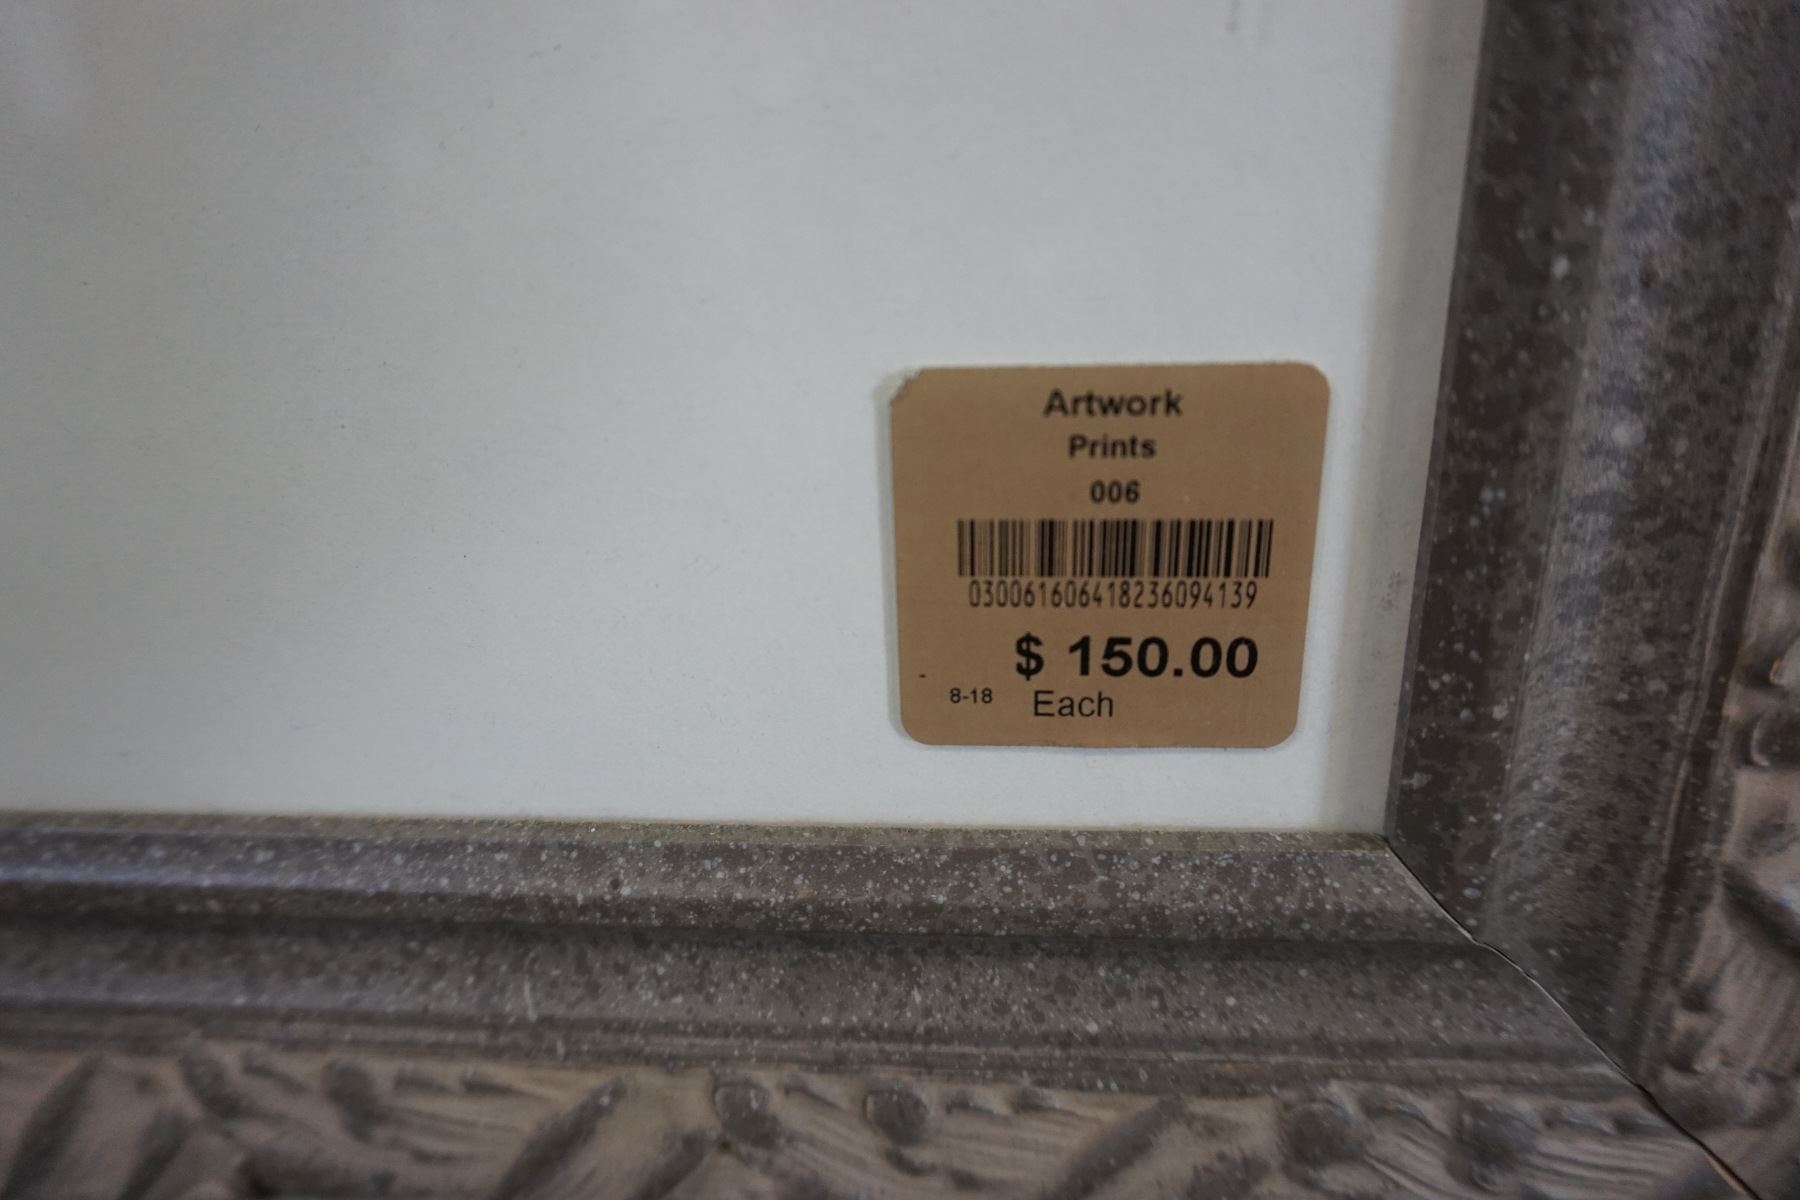 Artwork
Prints
006
030061606418236094139
$ 150.00
8-18 Each